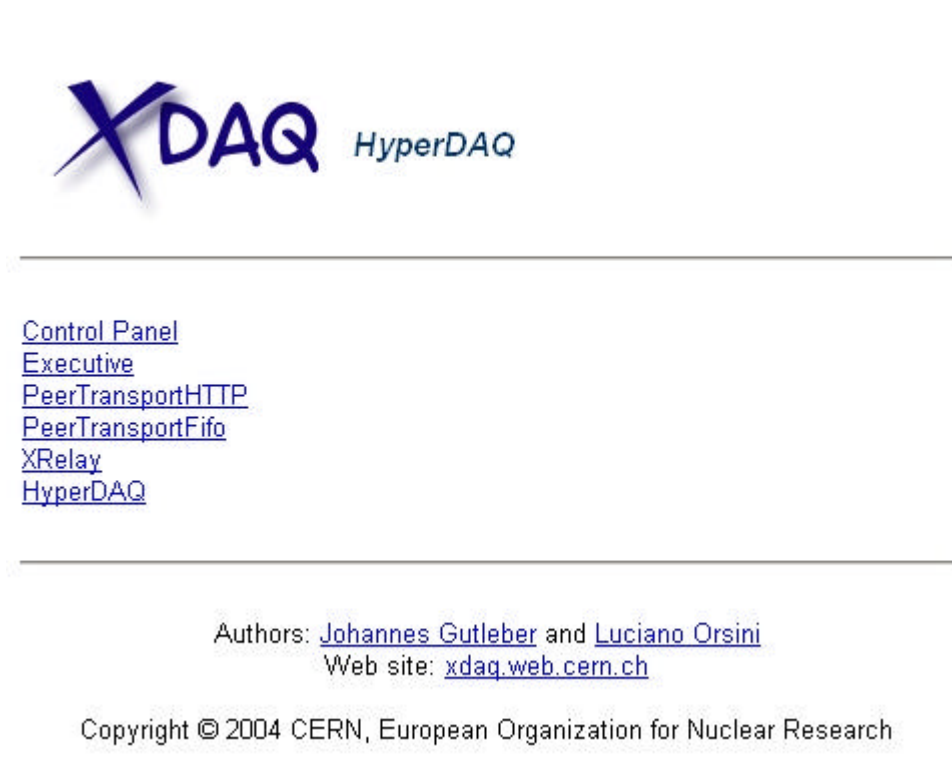 XDAQ HyperDAQ
Control Panel
Executive
PeerTransportHTTP
PeerTransportFifo
XRelay
HyperDAQ
Authors: Johannes Gutleber and Luciano Orsini
Web site: xdaq.web.cern.ch
Copyright © 2004 CERN, European Organization for Nuclear Research